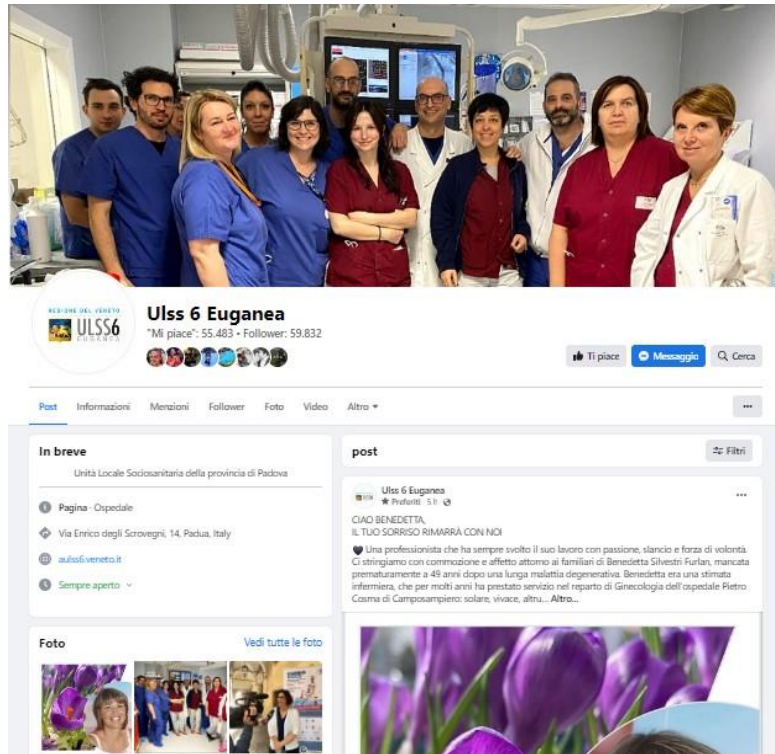 REGIONE DEL VENETO
ULSS6
EUGANEA
Ulss 6 Euganea
"Mi piace": 55.483 • Follower: 59.832
Ti piace
Messaggio
Cerca
Post Informazioni Menzioni Follower Foto Video Altro
In breve
Unità Locale Sociosanitaria della provincia di Padova
Pagina · Ospedale
Via Enrico degli Scrovegni, 14, Padua, Italy
aulss6.veneto.it
Sempre aperto
Foto
Vedi tutte le foto
post
Filtri
Ulss 6 Euganea
Preferiti · 5 h ·
CIAO BENEDETTA,
IL TUO SORRISO RIMARRÀ CON NOI
🖤 Una professionista che ha sempre svolto il suo lavoro con passione, slancio e forza di volontà.
Ci stringiamo con commozione e affetto attorno ai familiari di Benedetta Silvestri Furlan, mancata
prematuramente a 49 anni dopo una lunga malattia degenerativa. Benedetta era una stimata
infermiera, che per molti anni ha prestato servizio nel reparto di Ginecologia dell'ospedale Pietro
Cosma di Camposampiero: solare, vivace, altru... Altro...